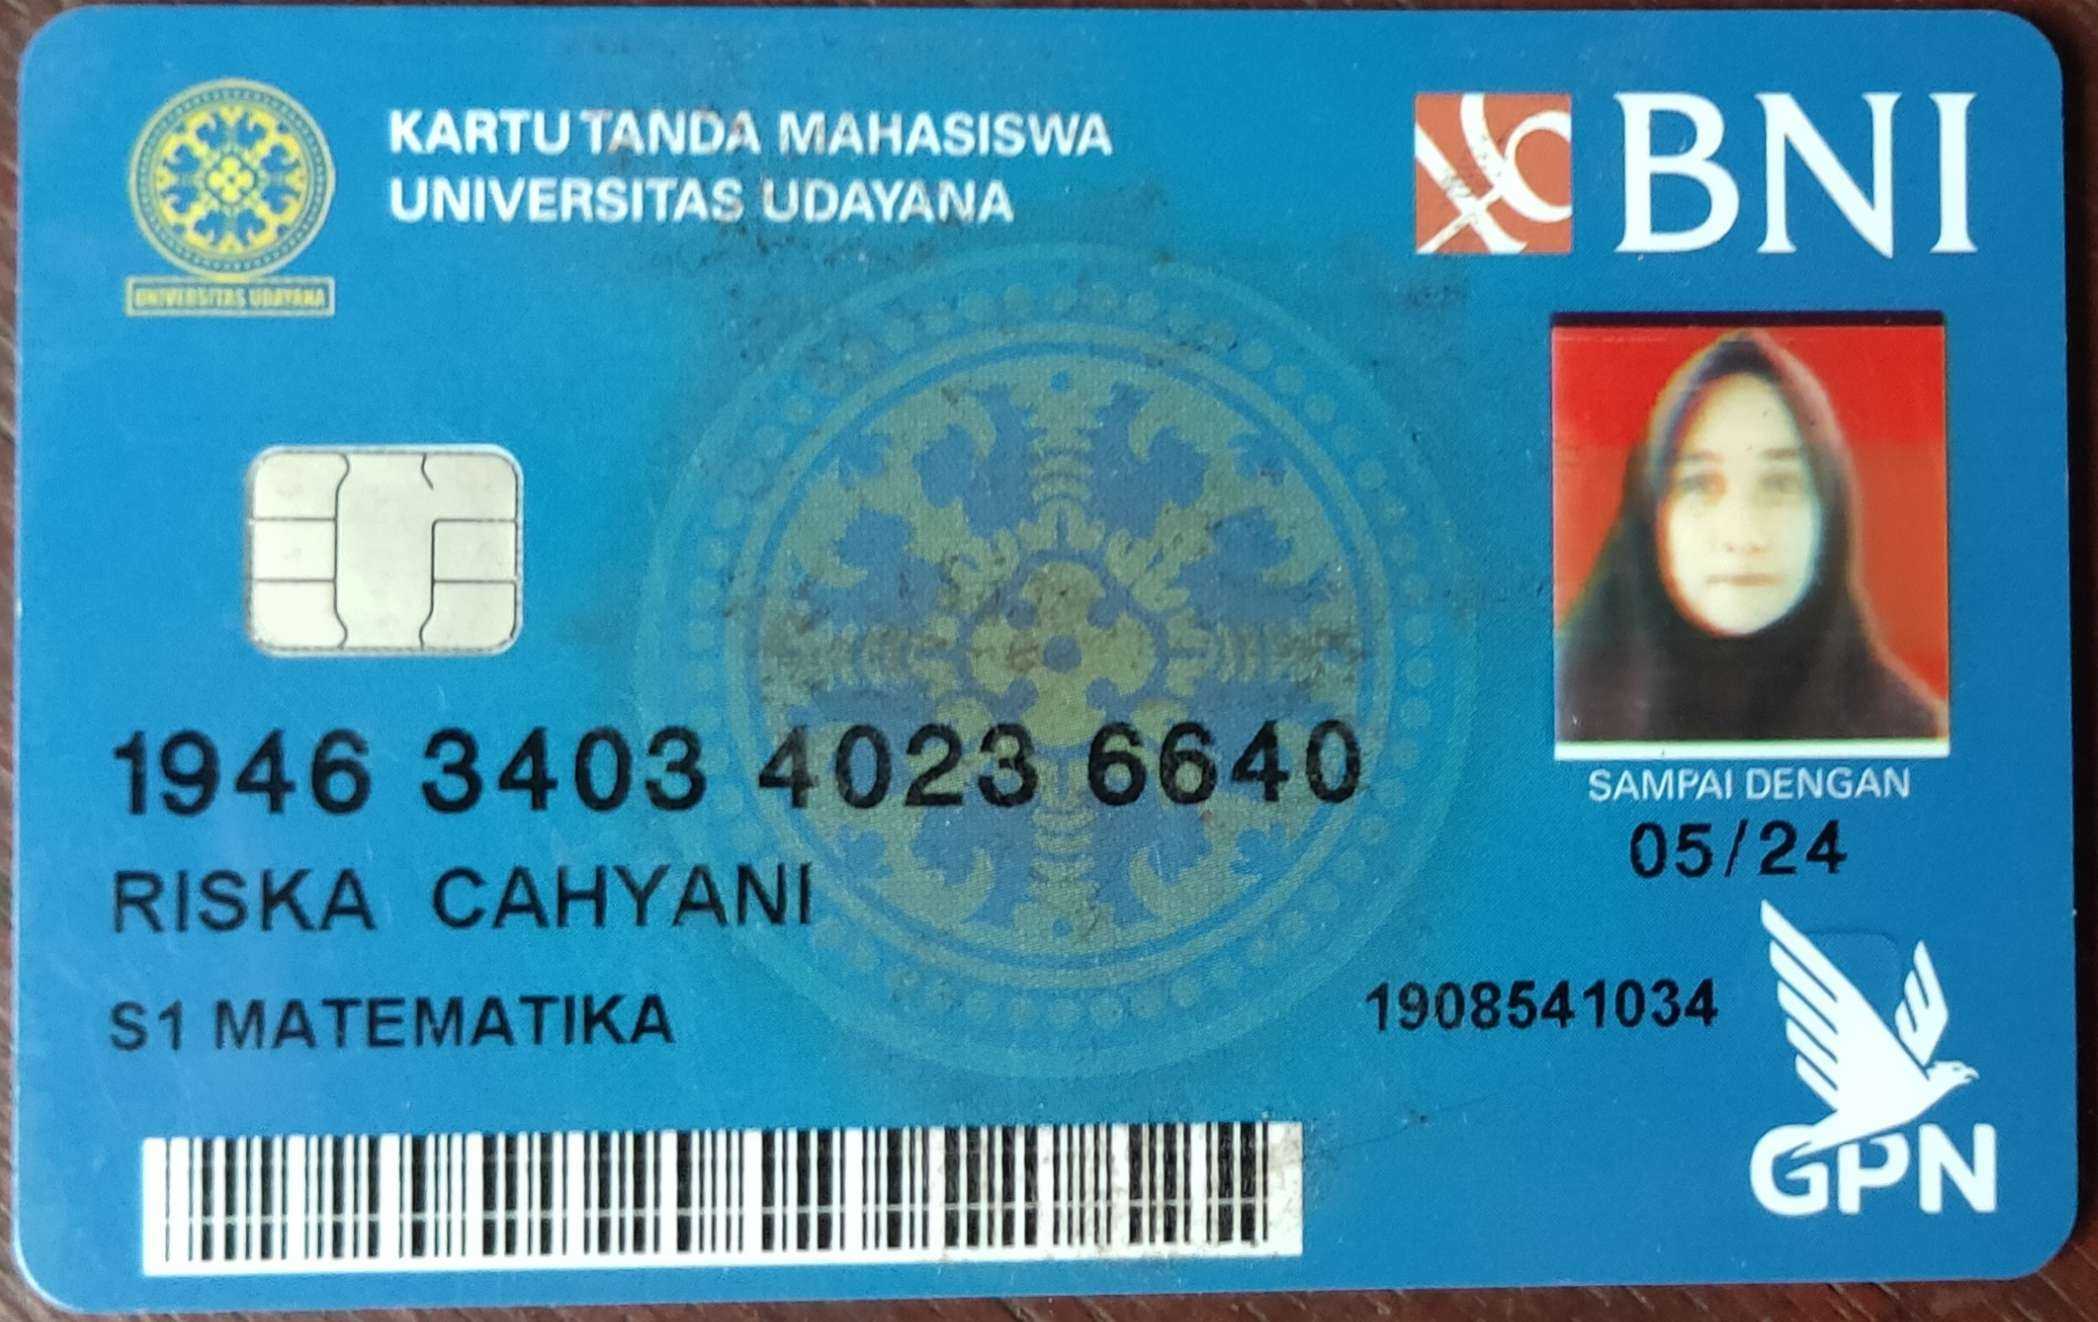 KARTU TANDA MAHASISWA
UNIVERSITAS UDAYANA
UNIVERSITAS UDAYANA
BNI
1946 3403 4023 6640
SAMPAI DENGAN
05/24
RISKA CAHYANI
S1 MATEMATIKA
1908541034
GPN